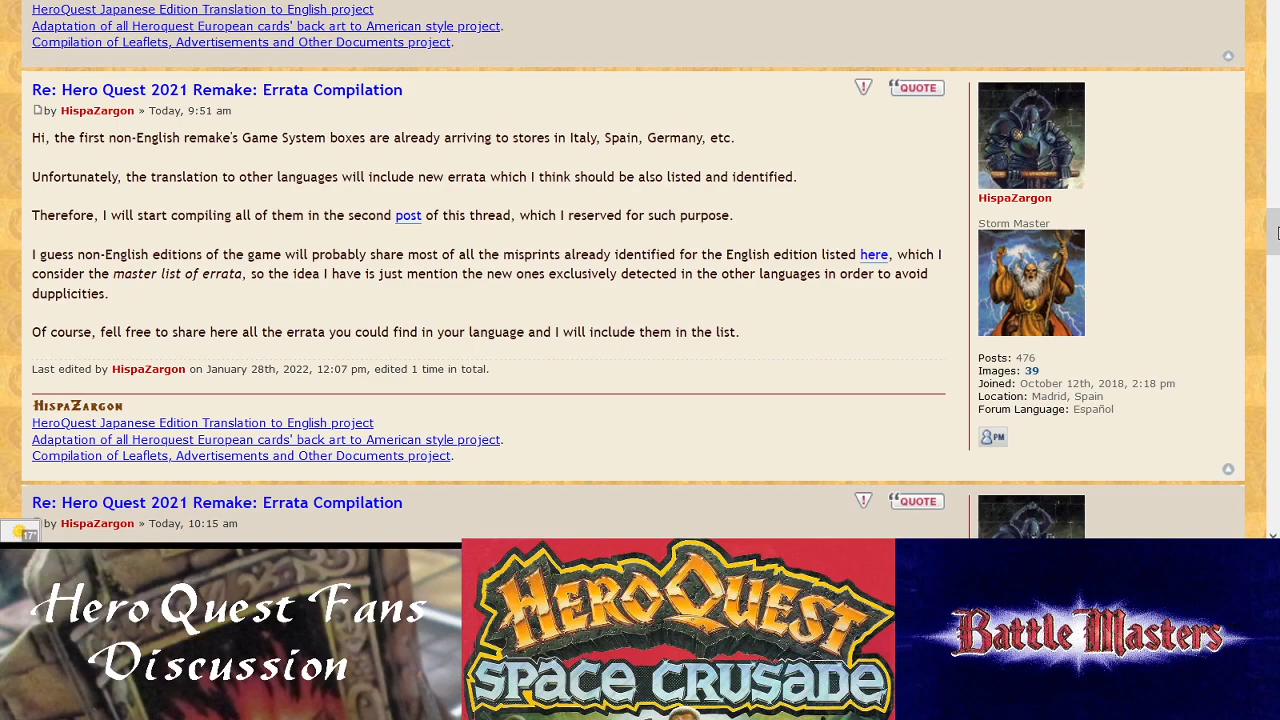 HeroQuest Japanese Edition Translation to English project
Adaptation of all Heroquest European cards' back art to American style project.
Compilation of Leaflets, Advertisements and Other Documents project.
Re: Hero Quest 2021 Remake: Errata Compilation
QUOTE
by HispaZargon » Today, 9:51 am
Hi, the first non-English remake's Game System boxes are already arriving to stores in Italy, Spain, Germany, etc.
Unfortunately, the translation to other languages will include new errata which I think should be also listed and identified.
Therefore, I will start compiling all of them in the second post of this thread, which I reserved for such purpose.
I guess non-English editions of the game will probably share most of all the misprints already identified for the English edition listed here, which I
consider the master list of errata, so the idea I have is just mention the new ones exclusively detected in the other languages in order to avoid
dupplicities.
Of course, fell free to share here all the errata you could find in your language and I will include them in the list.
Last edited by HispaZargon on January 28th, 2022, 12:07 pm, edited 1 time in total.
HispaZargon
HeroQuest Japanese Edition Translation to English project
Adaptation of all Heroquest European cards' back art to American style project.
Compilation of Leaflets, Advertisements and Other Documents project.
HispaZargon
Storm Master
Posts: 476
Images: 39
Joined: October 12th, 2018, 2:18 pm
Location: Madrid, Spain
Forum Language: Español
PM
Re: Hero Quest 2021 Remake: Errata Compilation
QUOTE
by HispaZargon » Today, 10:15 am
17°
HeroQuest Fans
Discussion
HeroQuest
Space Crusade
Battle Masters